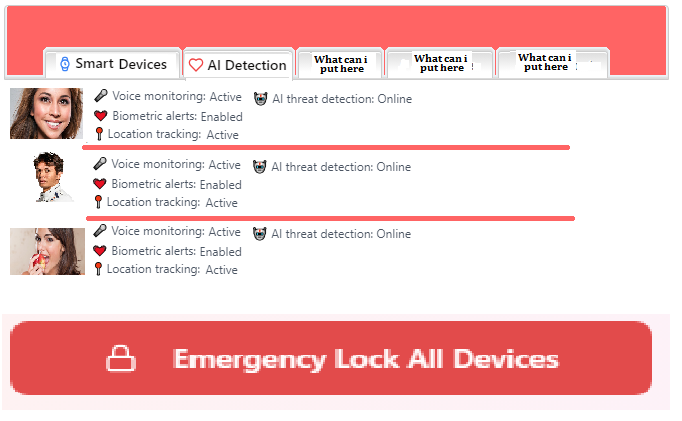 Smart Devices
AI Detection
What can i
put here
What can i
put here
What can i
put here
Voice monitoring: Active
AI threat detection: Online
Biometric alerts: Enabled
Location tracking: Active
Voice monitoring: Active
AI threat detection: Online
Biometric alerts: Enabled
Location tracking: Active
Voice monitoring: Active
AI threat detection: Online
Biometric alerts: Enabled
Location tracking: Active
Emergency Lock All Devices